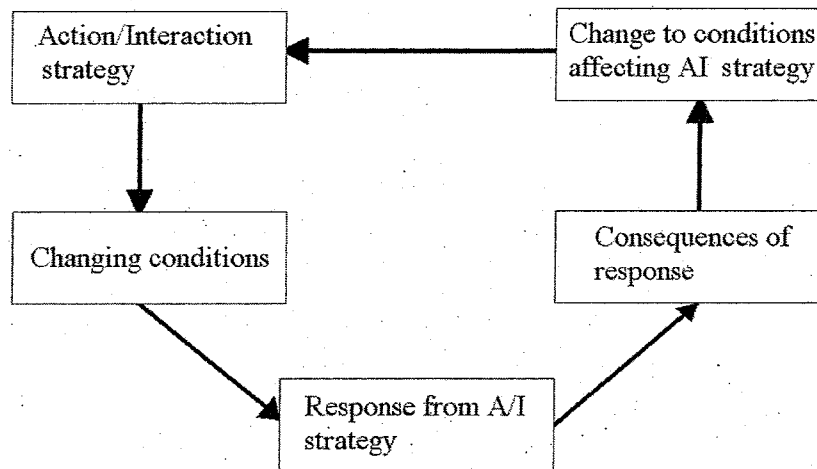 Action/Interaction
strategy
Change to conditions
affecting AI strategy
Changing conditions
Consequences of
response
Response from A/I
strategy